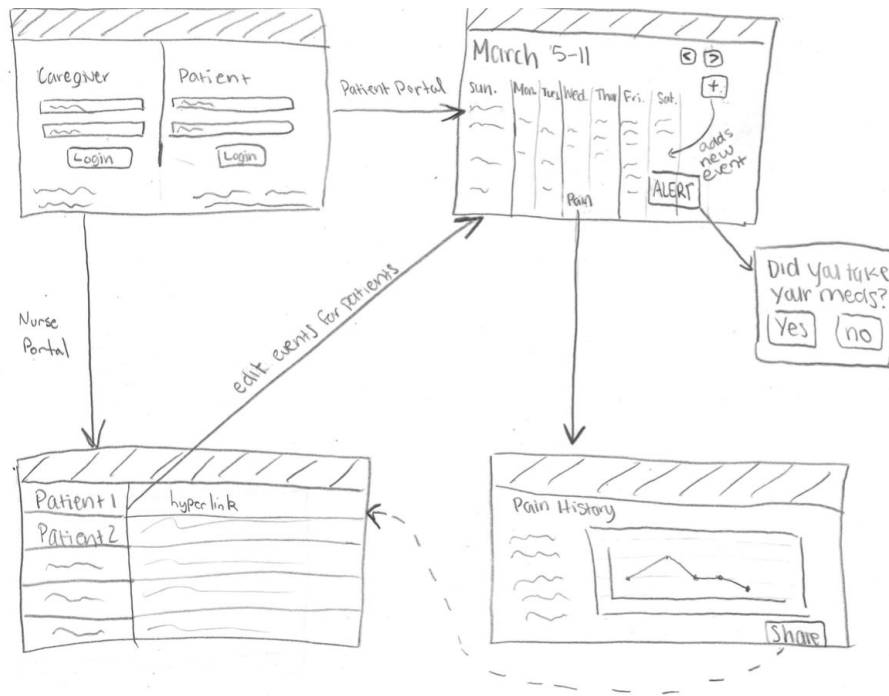 Caregiver
Patient
Login
Login
Patient Portal
March '5-11
< >
+
Sun. Mon. Tues Wed. Thur Fri. Sat.
adds
new
event
ALERT
Pain
Did you take
your meds?
Yes
no
Nurse
Portal
edit events for patients
Patient 1
hyperlink
Patient 2
Pain History
Share